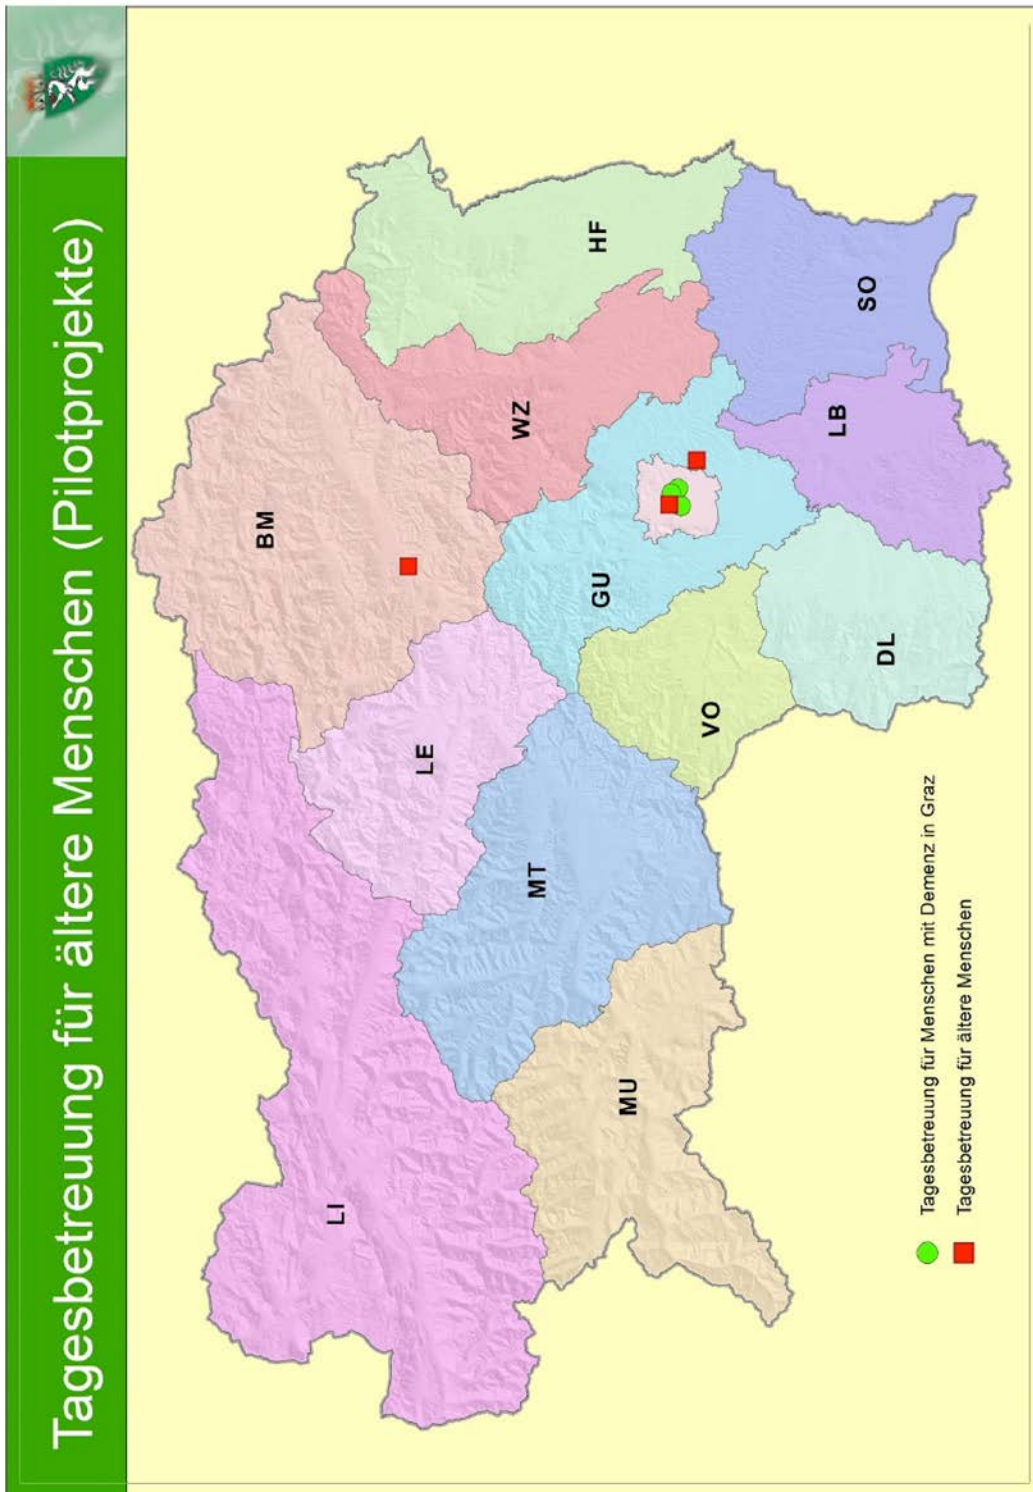 Tagesbetreuung für ältere Menschen (Pilotprojekte)
LI
BM
LE
MT
MU
WZ
HF
GU
VO
DL
LB
SO
Tagesbetreuung für Menschen mit Demenz in Graz
Tagesbetreuung für ältere Menschen